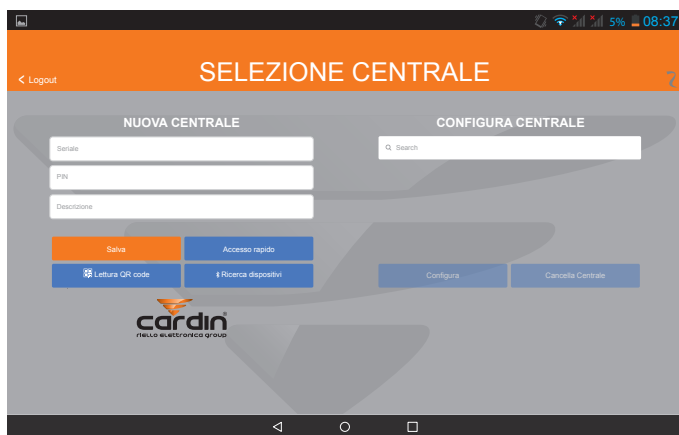 5% 08:37
Logout
SELEZIONE CENTRALE
NUOVA CENTRALE
Seriale
PIN
Descrizione
Salva
Accesso rapido
Lettura QR code
Ricerca dispositivi
CONFIGURA CENTRALE
Search
Configura
Cancella Centrale
cardin
riello elettronica group